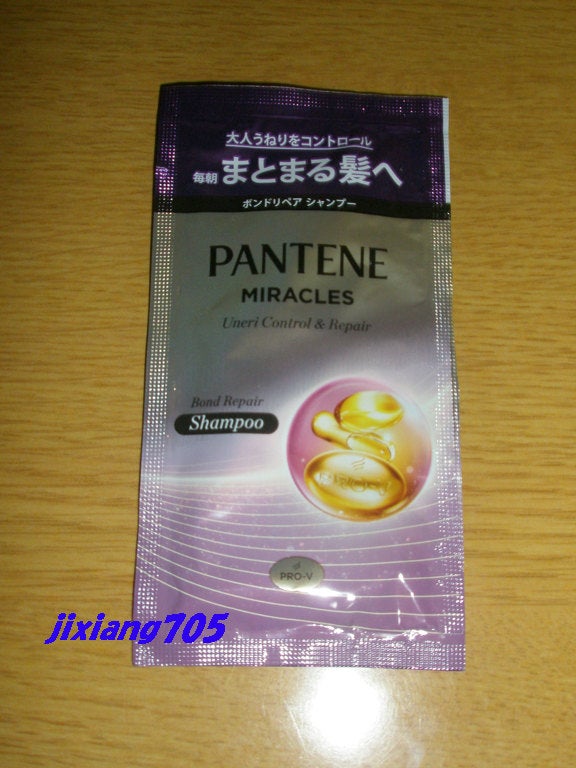 大人うねりをコントロール
毎朝 まとまる髪へ
ボンドリペア シャンプー
PANTENE
MIRACLES
Uneri Control & Repair
Bond Repair
Shampoo
PRO-V
PRO-V
jixiang705